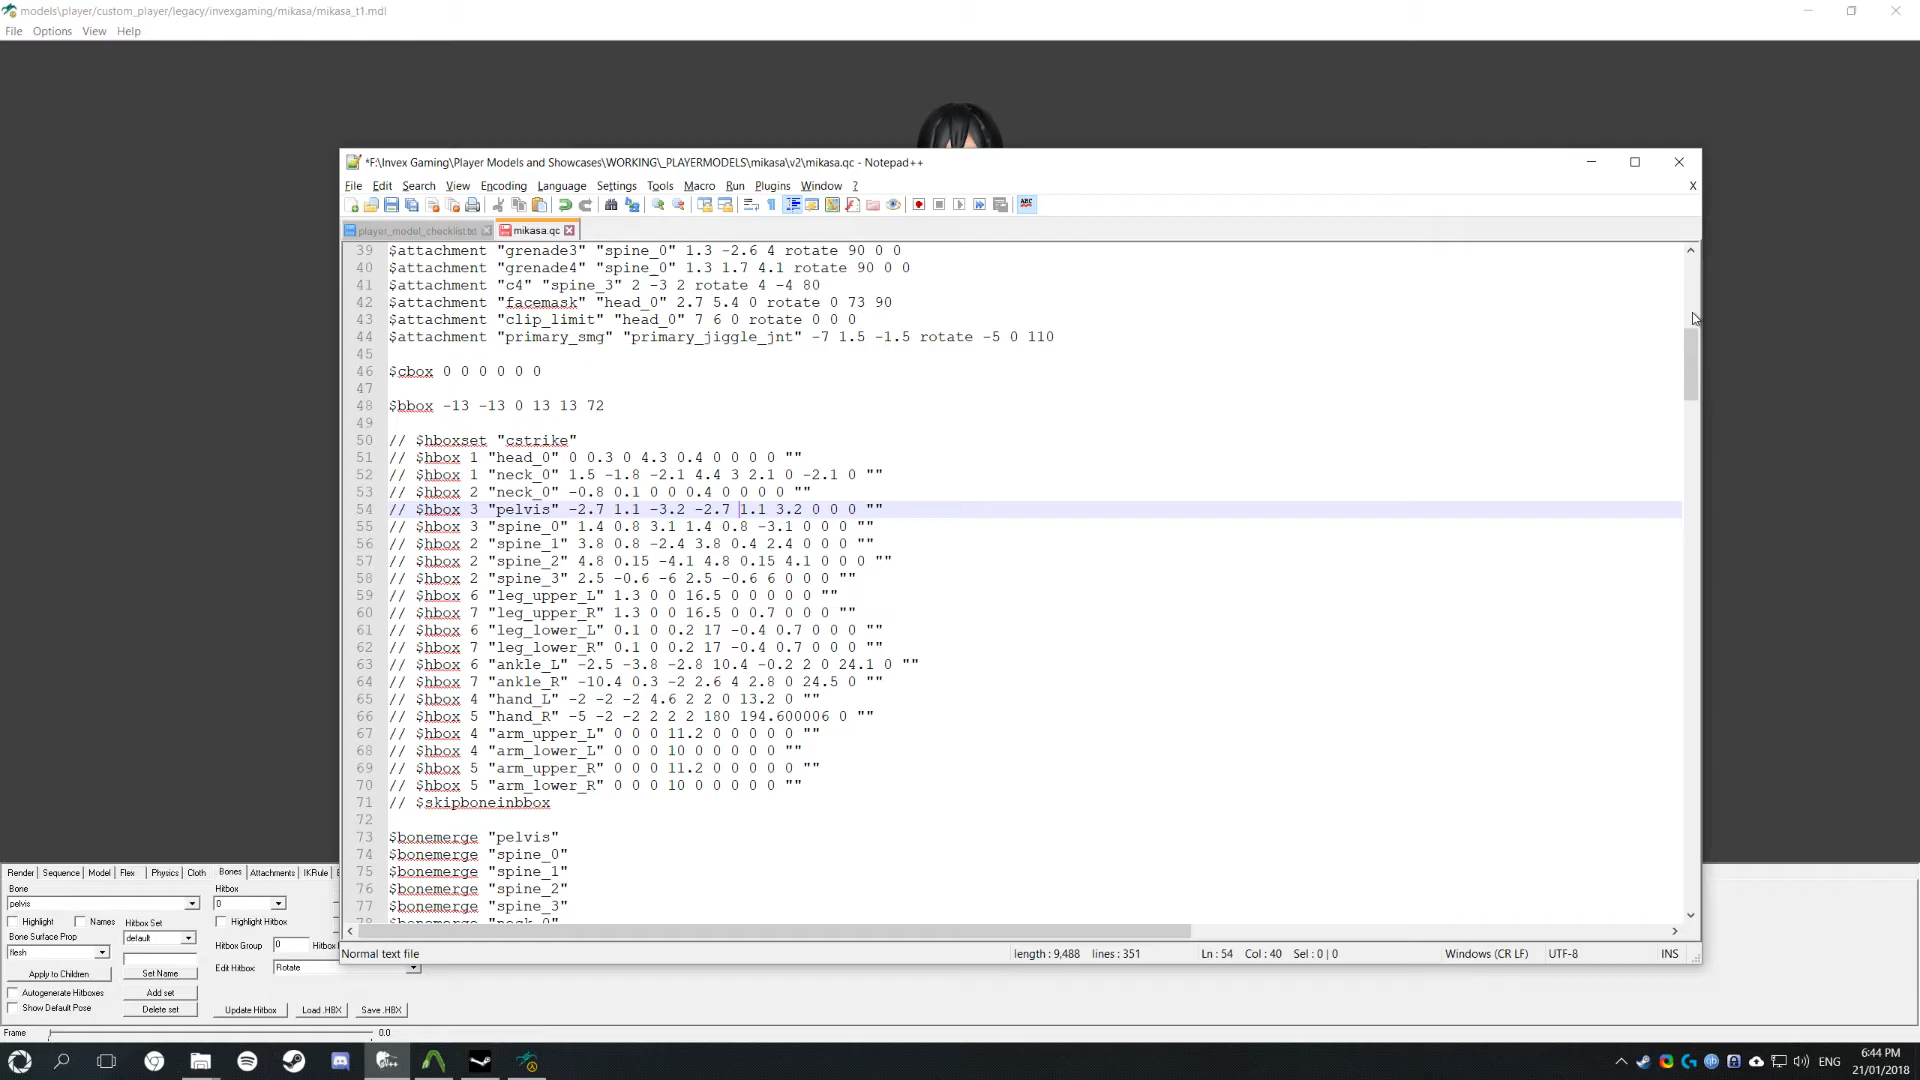 models\player/custom_player/legacy/invexgaming/mikasa/mikasa_t1.mdl
File Options View Help
*F:\Invex Gaming\Player Models and Showcases\WORKING\_PLAYERMODELS\mikasa\v2\mikasa.qc - Notepad++
File Edit Search View Encoding Language Settings Tools Macro Run Plugins Window ? X
player_model_checklist.txt mikasa.qc
39 $attachment "grenade3" "spine_0" 1.3 -2.6 4 rotate 90 0 0
40 $attachment "grenade4" "spine_0" 1.3 1.7 4.1 rotate 90 0 0
41 $attachment "c4" "spine_3" 2 -3 2 rotate 4 -4 80
42 $attachment "facemask" "head_0" 2.7 5.4 0 rotate 0 73 90
43 $attachment "clip_limit" "head_0" 7 6 0 rotate 0 0 0
44 $attachment "primary_smg" "primary_jiggle_jnt" -7 1.5 -1.5 rotate -5 0 110
45
46 $cbox 0 0 0 0 0 0
47
48 $bbox -13 -13 0 13 13 72
49
50 // $hboxset "cstrike"
51 // $hbox 1 "head_0" 0 0.3 0 4.3 0.4 0 0 0 0 ""
52 // $hbox 1 "neck_0" 1.5 -1.8 -2.1 4.4 3 2.1 0 -2.1 0 ""
53 // $hbox 2 "neck_0" -0.8 0.1 0 0 0.4 0 0 0 0 ""
54 // $hbox 3 "pelvis" -2.7 1.1 -3.2 -2.7 1.1 3.2 0 0 0 ""
55 // $hbox 3 "spine_0" 1.4 0.8 3.1 1.4 0.8 -3.1 0 0 0 ""
56 // $hbox 2 "spine_1" 3.8 0.8 -2.4 3.8 0.4 2.4 0 0 0 ""
57 // $hbox 2 "spine_2" 4.8 0.15 -4.1 4.8 0.15 4.1 0 0 0 ""
58 // $hbox 2 "spine_3" 2.5 -0.6 -6 2.5 -0.6 6 0 0 0 ""
59 // $hbox 6 "leg_upper_L" 1.3 0 0 16.5 0 0 0 0 0 ""
60 // $hbox 7 "leg_upper_R" 1.3 0 0 16.5 0 0.7 0 0 0 ""
61 // $hbox 6 "leg_lower_L" 0.1 0 0.2 17 -0.4 0.7 0 0 0 ""
62 // $hbox 7 "leg_lower_R" 0.1 0 0.2 17 -0.4 0.7 0 0 0 ""
63 // $hbox 6 "ankle_L" -2.5 -3.8 -2.8 10.4 -0.2 2 0 24.1 0 ""
64 // $hbox 7 "ankle_R" -10.4 0.3 -2 2.6 4 2.8 0 24.5 0 ""
65 // $hbox 4 "hand_L" -2 -2 -2 4.6 2 2 0 13.2 0 ""
66 // $hbox 5 "hand_R" -5 -2 -2 2 2 2 180 194.600006 0 ""
67 // $hbox 4 "arm_upper_L" 0 0 0 11.2 0 0 0 0 0 ""
68 // $hbox 4 "arm_lower_L" 0 0 0 10 0 0 0 0 0 ""
69 // $hbox 5 "arm_upper_R" 0 0 0 11.2 0 0 0 0 0 ""
70 // $hbox 5 "arm_lower_R" 0 0 0 10 0 0 0 0 0 ""
71 // $skipboneinbbox
72
73 $bonemerge "pelvis"
74 $bonemerge "spine_0"
75 $bonemerge "spine_1"
76 $bonemerge "spine_2"
77 $bonemerge "spine_3"
78 $bonemerge "neck_0"
Normal text file length : 9,488 lines : 351 Ln : 54 Col : 40 Sel : 0 | 0 Windows (CR LF) UTF-8 INS
Render Sequence Model Flex Physics Cloth Bones Attachments IKRule
Bone Hitbox
pelvis 0
Highlight Names Hitbox Set Highlight Hitbox
Bone Surface Prop default Hitbox Group 0 Hitbox
flesh Edit Hitbox: Rotate
Apply to Children Set Name
Autogenerate Hitboxes Add set
Show Default Pose Delete set Update Hitbox Load .HBX Save .HBX
Frame 0.0
ENG 6:44 PM
21/01/2018